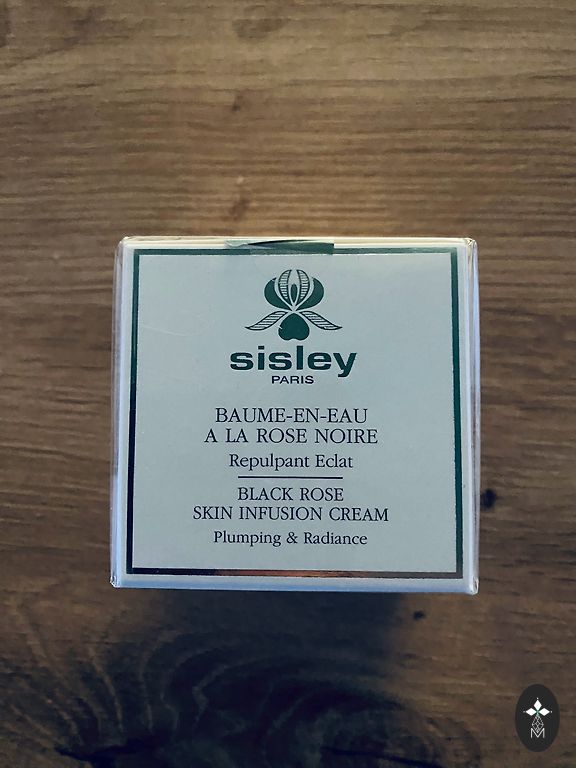 sisley
PARIS
BAUME-EN-EAU
A LA ROSE NOIRE
Repulpant Eclat
BLACK ROSE
SKIN INFUSION CREAM
Plumping & Radiance
M